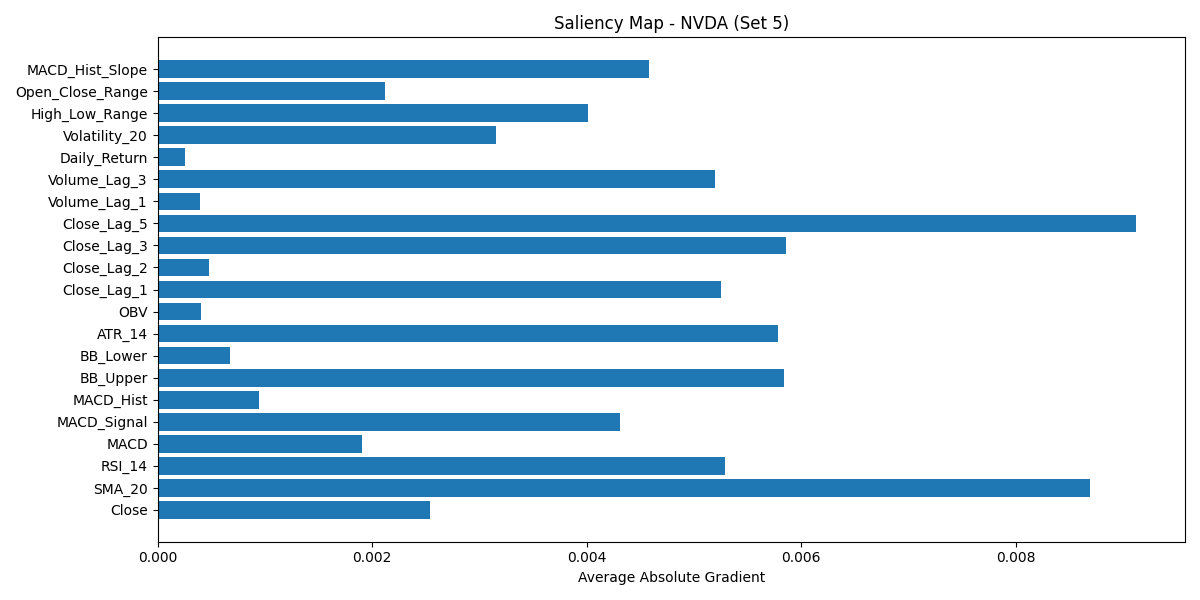 Saliency Map - NVDA (Set 5)
MACD_Hist_Slope
Open_Close_Range
High_Low_Range
Volatility_20
Daily_Return
Volume_Lag_3
Volume_Lag_1
Close_Lag_5
Close_Lag_3
Close_Lag_2
Close_Lag_1
OBV
ATR_14
BB_Lower
BB_Upper
MACD_Hist
MACD_Signal
MACD
RSI_14
SMA_20
Close
0.000 0.002 0.004 0.006 0.008
Average Absolute Gradient